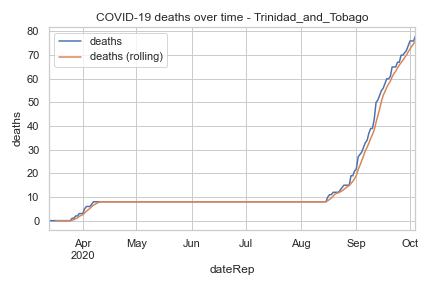 COVID-19 deaths over time - Trinidad_and_Tobago
deaths
deaths (rolling)
80
70
60
50
40
30
20
10
0
deaths
Apr
2020
May
Jun
Jul
Aug
Sep
Oct
dateRep